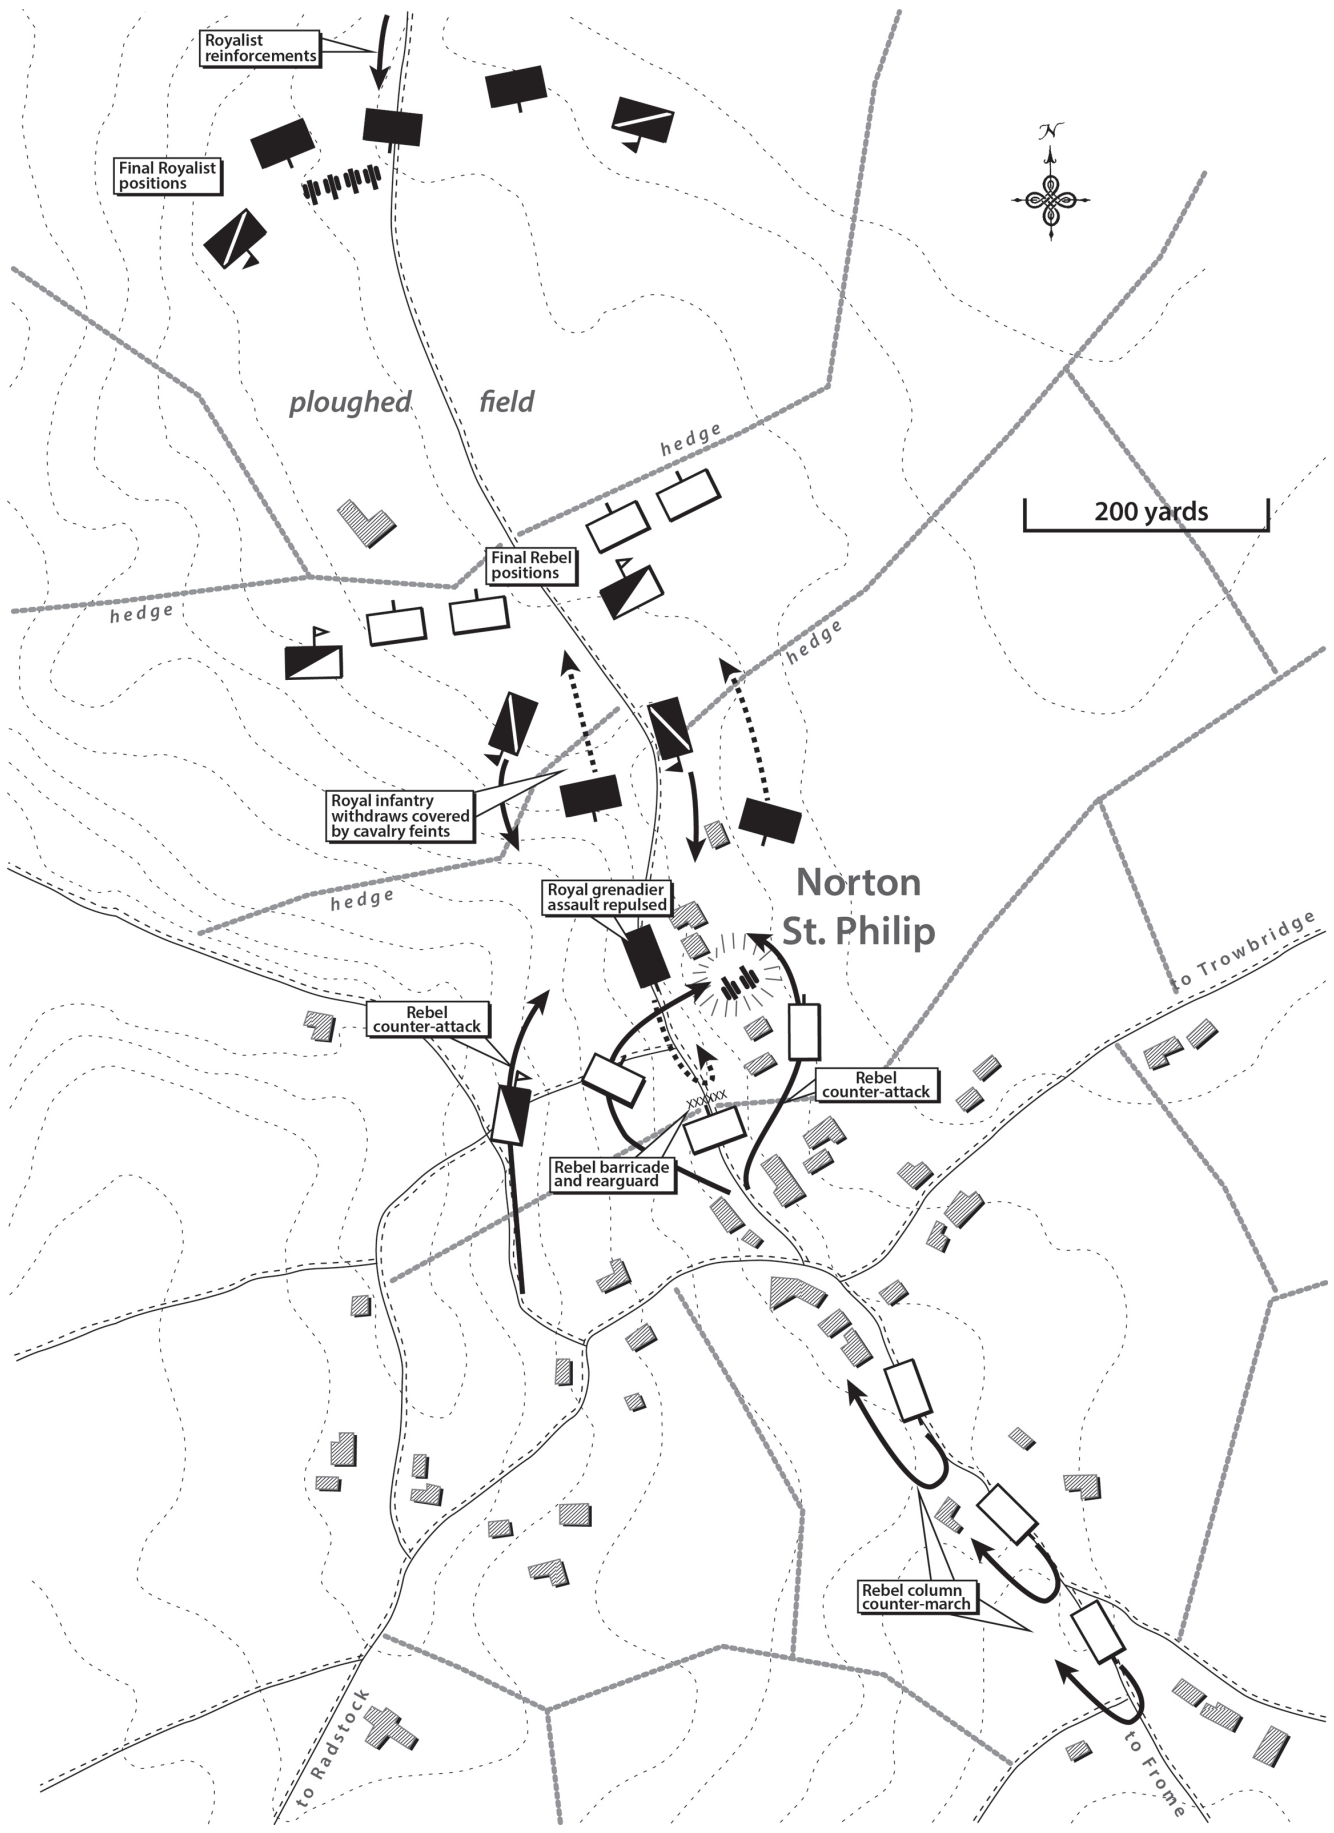 Royalist
reinforcements
N
Final Royalist
positions
ploughed field
hedge
200 yards
Final Rebel
positions
hedge
hedge
Royal infantry
withdraws covered
by cavalry feints
Norton
St. Philip
hedge
Royal grenadier
assault repulsed
to Trowbridge
Rebel
counter-attack
Rebel
counter-attack
xxxxxx
Rebel barricade
and rearguard
Rebel column
counter-march
to Radstock
to Frome